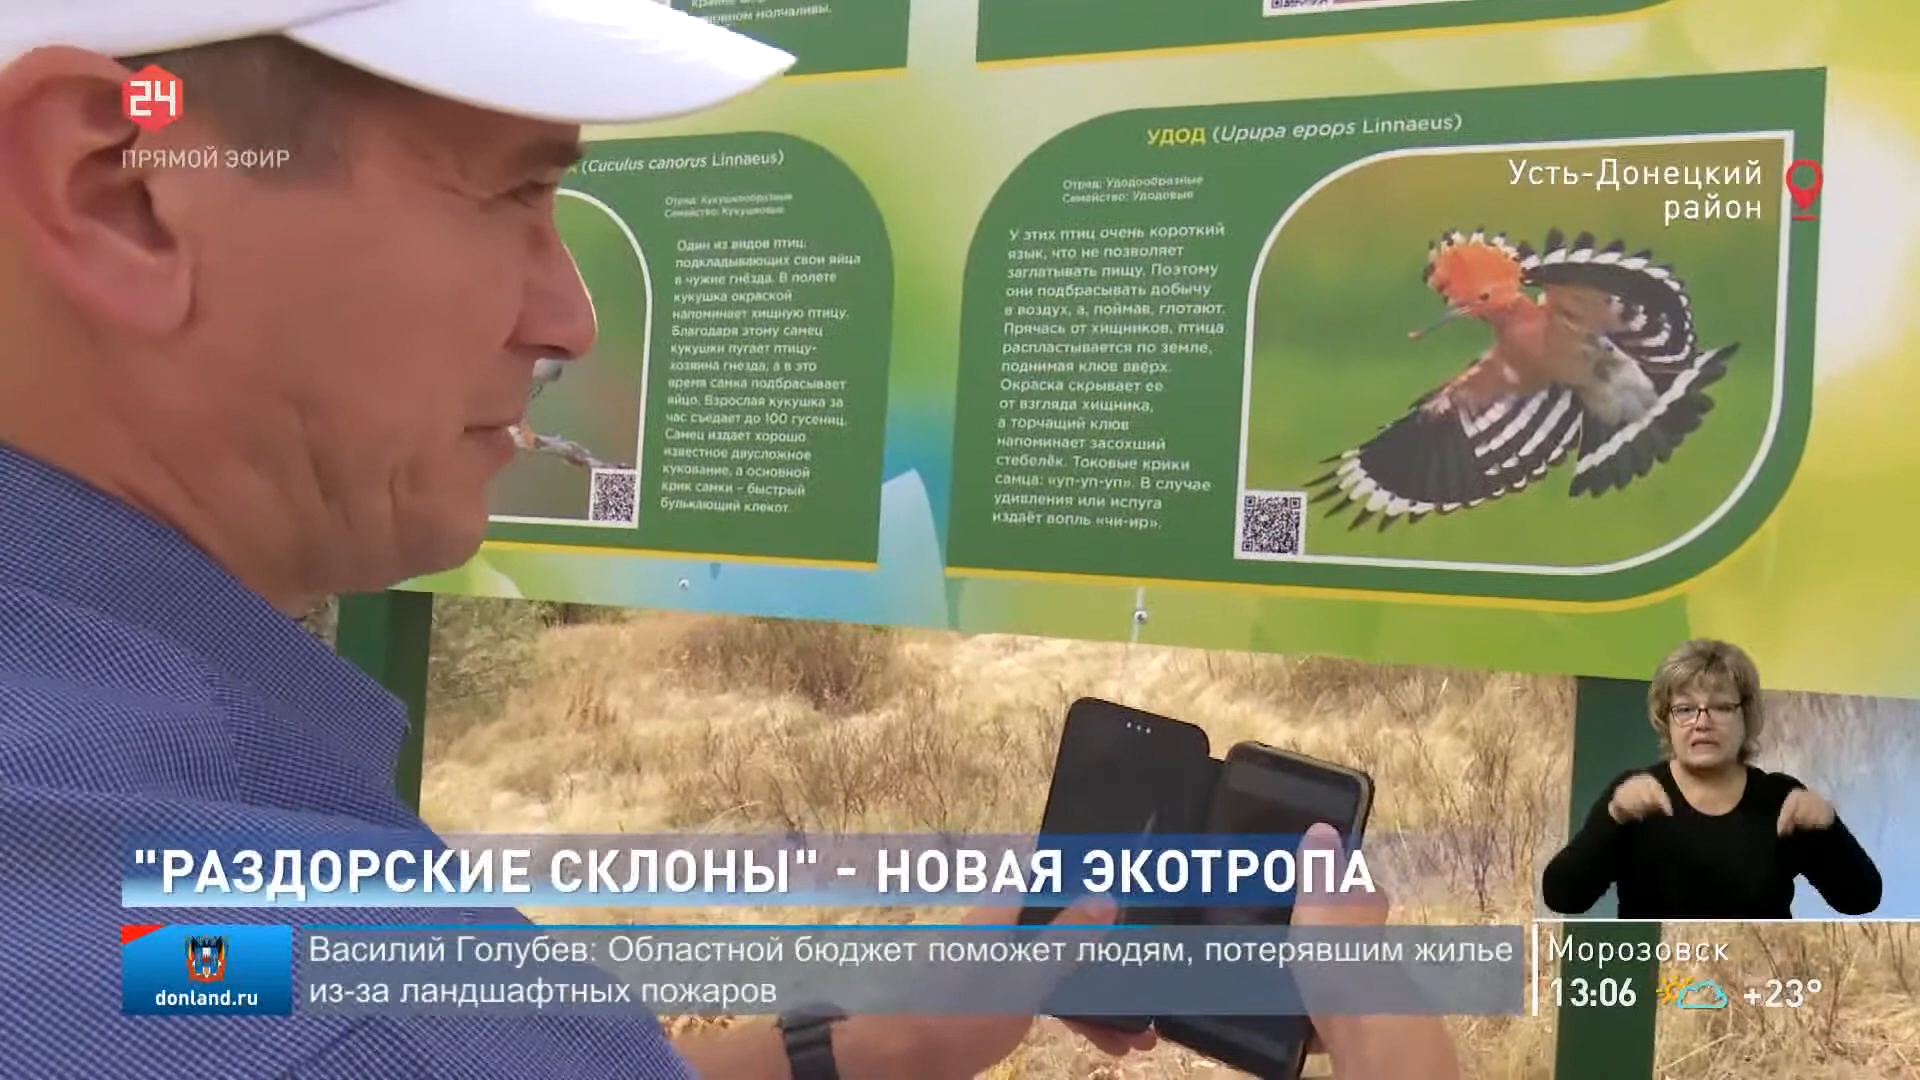 крайне
молчаливы.
24
ПРЯМОЙ ЭФИР
(Cuculus canorus Linnaeus)
Отряд: Кукушкообразные
Семейство: Кукушковые
Один из видов птиц,
подкладывающих свои яйца
в чужие гнёзда. В полете
кукушка окраской
напоминает хищную птицу.
Благодаря этому самец
кукушки пугает птицу-
хозяина гнезда, а в это
время самка подбрасывает
яйцо. Взрослая кукушка за
час съедает до 100 гусениц.
Самец издает хорошо
известное двусложное
кукование, а основной
крик самки – быстрый
булькающий клекот.
УДОД (Upupa epops Linnaeus)
Отряд: Удодообразные
Семейство: Удодовые
У этих птиц очень короткий
язык, что не позволяет
заглатывать пищу. Поэтому
они подбрасывать добычу
в воздух, а, поймав, глотают.
Прячась от хищников, птица
распластывается по земле,
поднимая клюв вверх.
Окраска скрывает ее
от взгляда хищника,
а торчащий клюв
напоминает засохший
стебелёк. Токовые крики
самца: «уп-уп-уп». В случае
удивления или испуга
издаёт вопль «чи-ир».
Усть-Донецкий
район
"РАЗДОРСКИЕ СКЛОНЫ" - НОВАЯ ЭКОТРОПА
donland.ru
Василий Голубев: Областной бюджет поможет людям, потерявшим жилье
из-за ландшафтных пожаров
Морозовск
13:06 +23°